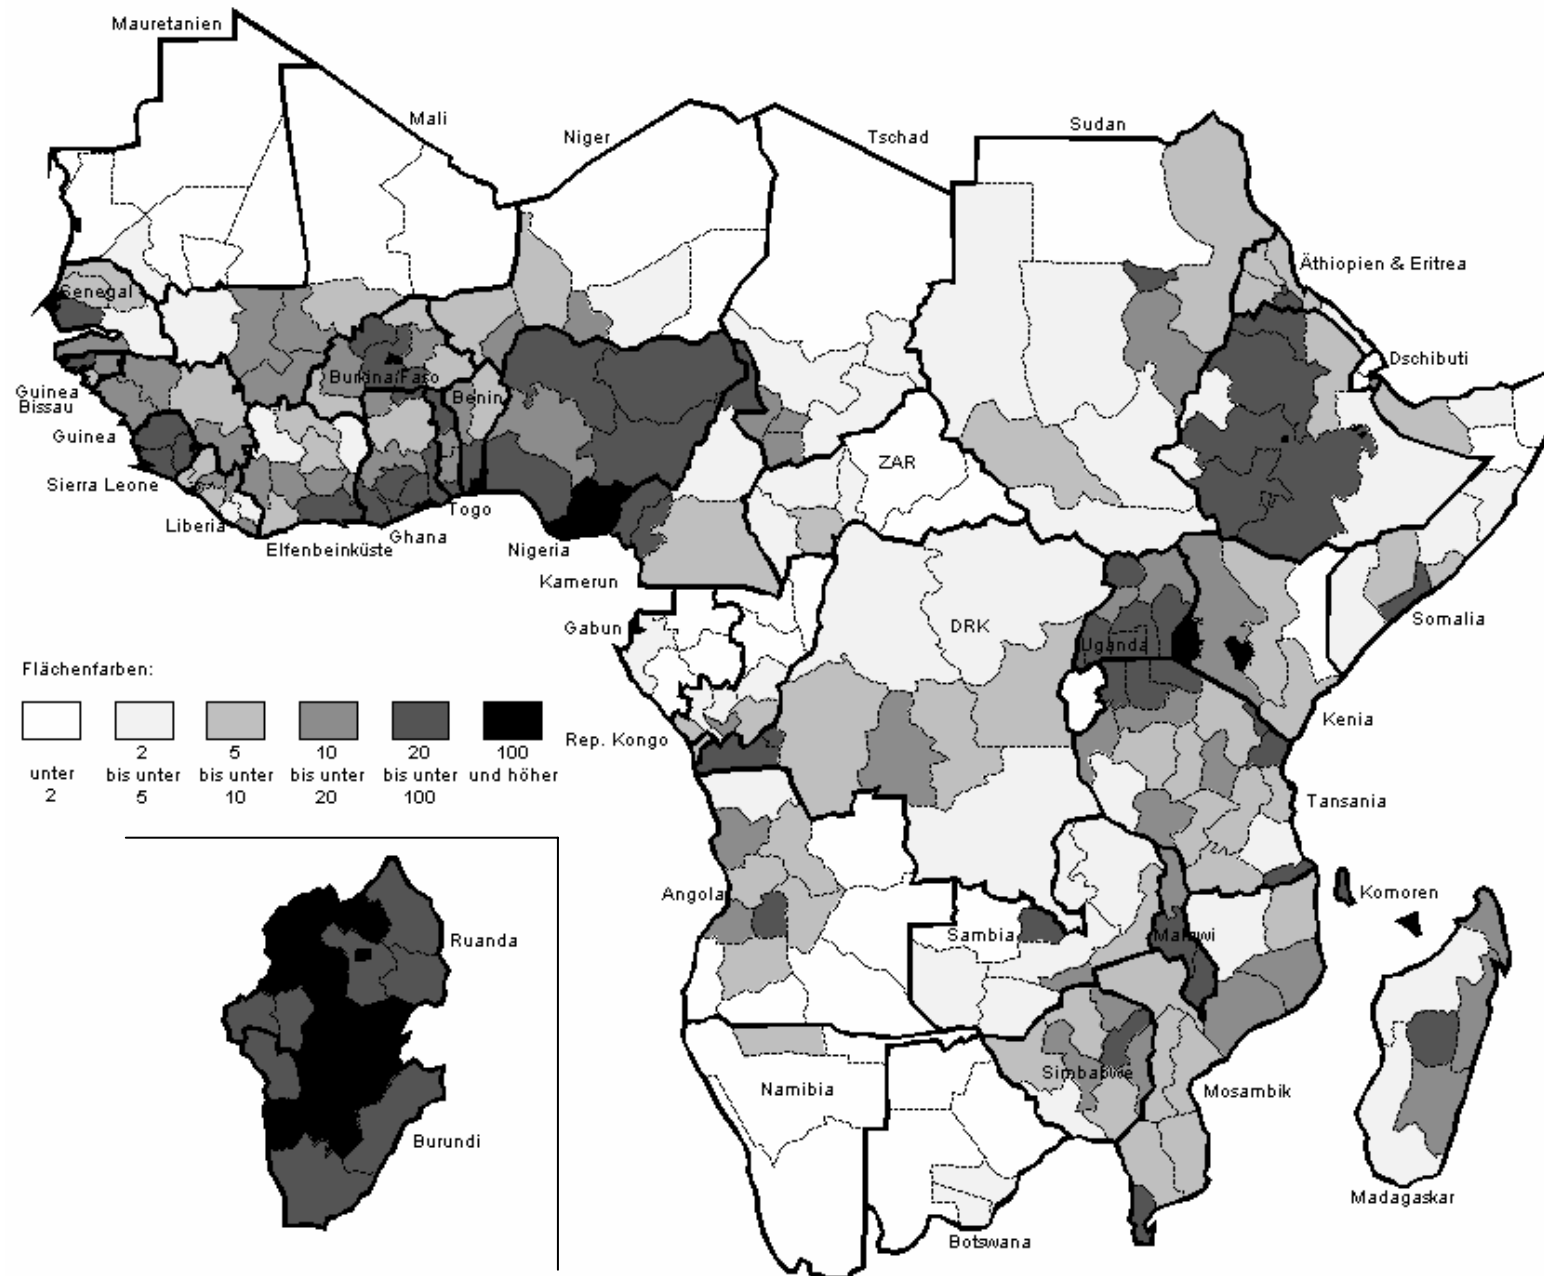 Mauretanien
Mali
Niger
Tschad
Sudan
Äthiopien & Eritrea
Senegal
Dschibuti
Burkina Faso
Benin
Guinea
Bissau
Guinea
ZAR
Sierra Leone
Liberia
Elfenbeinküste
Ghana
Togo
Nigeria
Kamerun
Gabun
DRK
Uganda
Somalia
Kenia
Rep. Kongo
Tansania
Flächenfarben:
unter
2
2
bis unter
5
5
bis unter
10
10
bis unter
20
20
bis unter
100
100
und höher
Angola
Sambia
Malawi
Komoren
Ruanda
Burundi
Namibia
Simbabwe
Mosambik
Botswana
Madagaskar